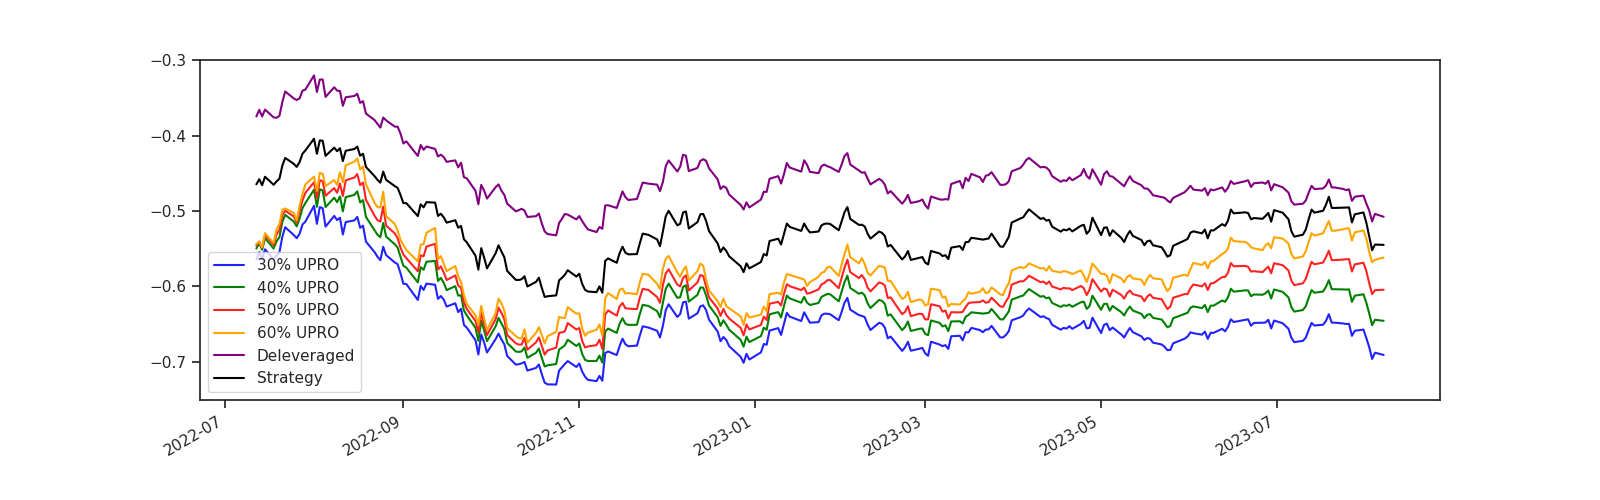 −0.3
−0.4
−0.5
−0.6
−0.7
30% UPRO
40% UPRO
50% UPRO
60% UPRO
Deleveraged
Strategy
2022-07
2022-09
2022-11
2023-01
2023-03
2023-05
2023-07